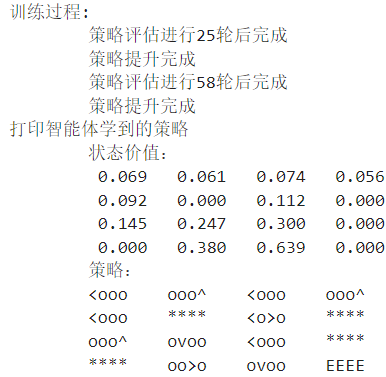 训练过程:
策略评估进行25轮后完成
策略提升完成
策略评估进行58轮后完成
策略提升完成
打印智能体学到的策略
状态价值:
0.069 0.061 0.074 0.056
0.092 0.000 0.112 0.000
0.145 0.247 0.300 0.000
0.000 0.380 0.639 0.000
策略:
<ooo ooo^ <ooo ooo^
<ooo **** <o>o ****
ooo^ ovoo <ooo ****
**** oo>o ovoo EEEE